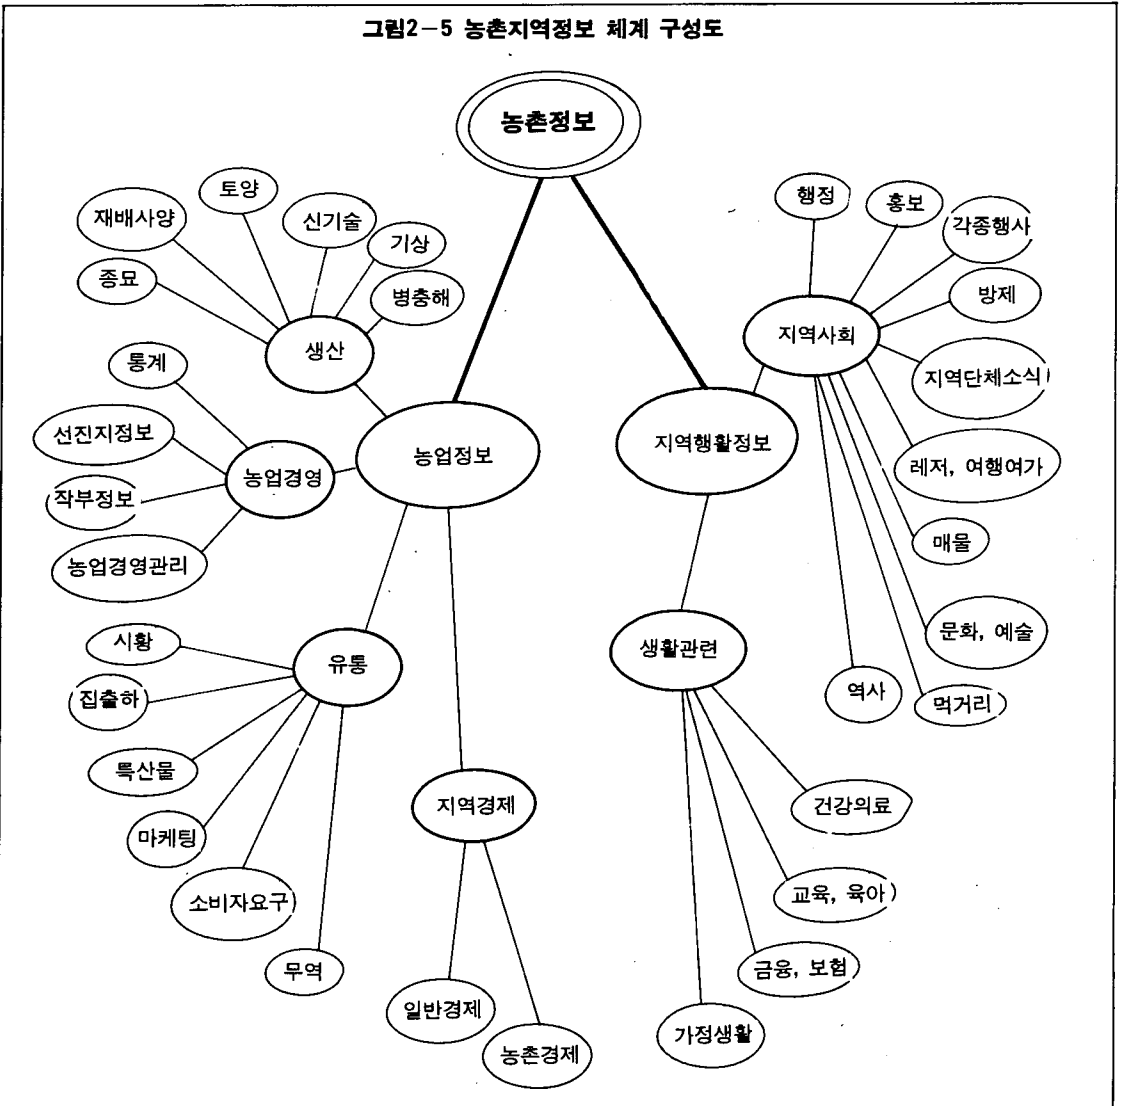 그림2-5 농촌지역정보 체계 구성도
농촌정보
토양
재배사양
신기술
기상
종묘
병충해
생산
통계
선진지정보
농업경영
작부정보
농업경영관리
농업정보
시황
집출하
유통
특산물
마케팅
소비자요구
무역
지역경제
일반경제
농촌경제
행정
홍보
각종행사
방제
지역사회
지역단체소식
지역행활정보
레저, 여행여가
매물
문화, 예술
먹거리
역사
생활관련
건강의료
교육, 육아
금융, 보험
가정생활